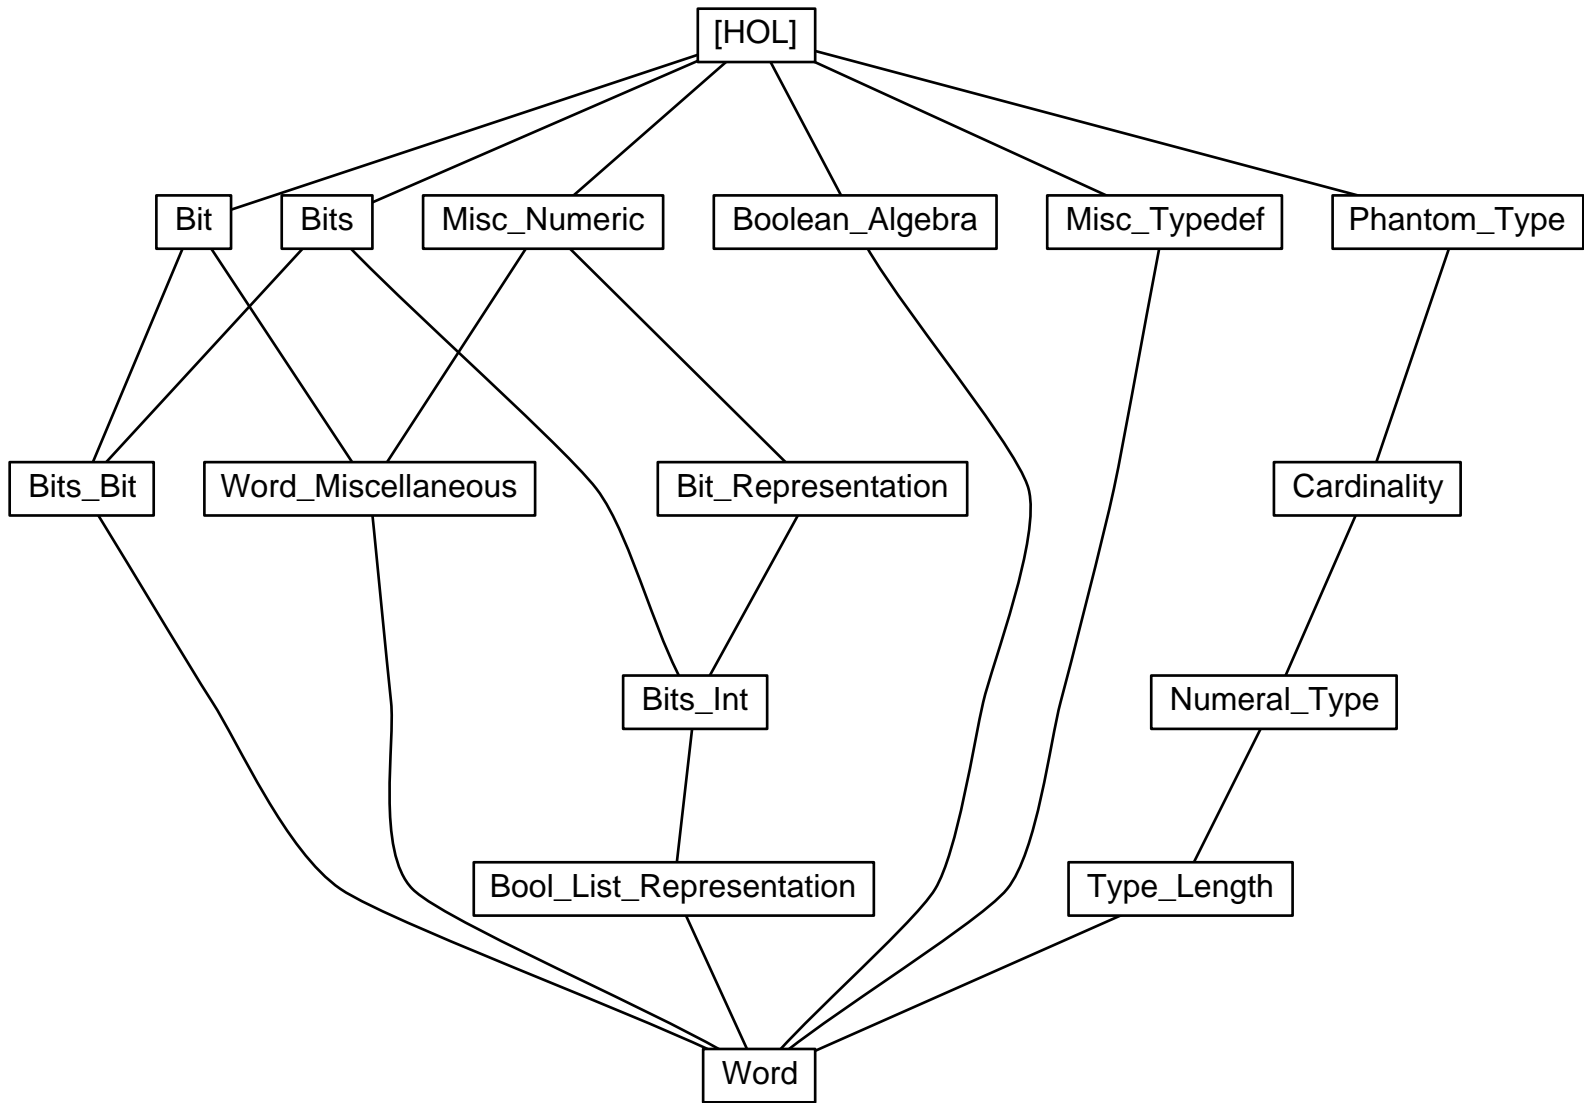 [HOL]
Bit
Bits
Misc_Numeric
Boolean_Algebra
Misc_Typedef
Phantom_Type
Bits_Bit
Word_Miscellaneous
Bit_Representation
Cardinality
Bits_Int
Numeral_Type
Bool_List_Representation
Type_Length
Word